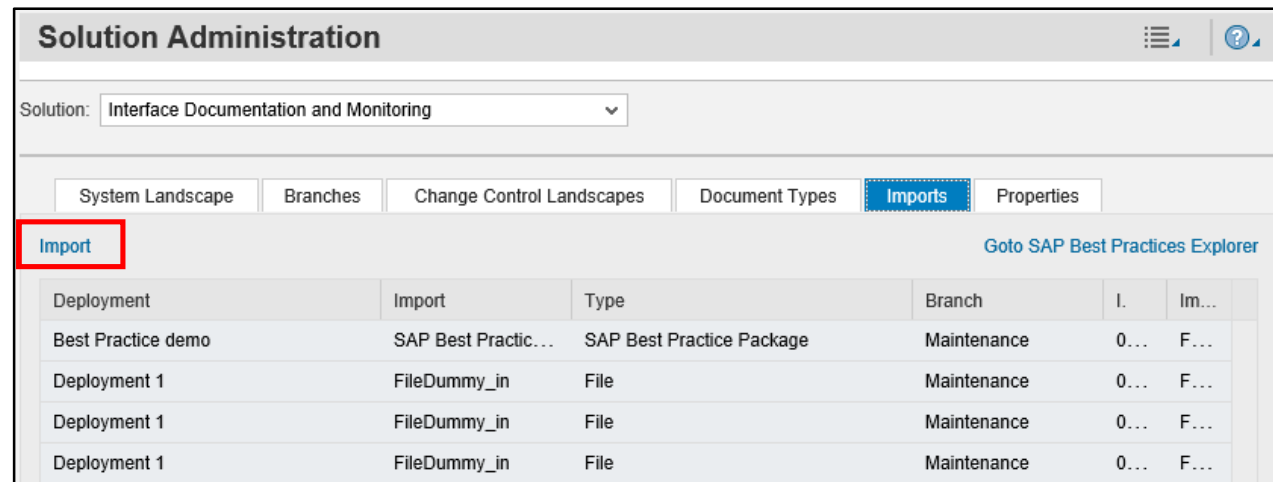 Solution Administration
Solution: Interface Documentation and Monitoring
System Landscape Branches Change Control Landscapes Document Types Imports Properties
Import Goto SAP Best Practices Explorer
Deployment Import Type Branch I. Im...
Best Practice demo SAP Best Practic... SAP Best Practice Package Maintenance 0... F...
Deployment 1 FileDummy_in File Maintenance 0... F...
Deployment 1 FileDummy_in File Maintenance 0... F...
Deployment 1 FileDummy_in File Maintenance 0... F...